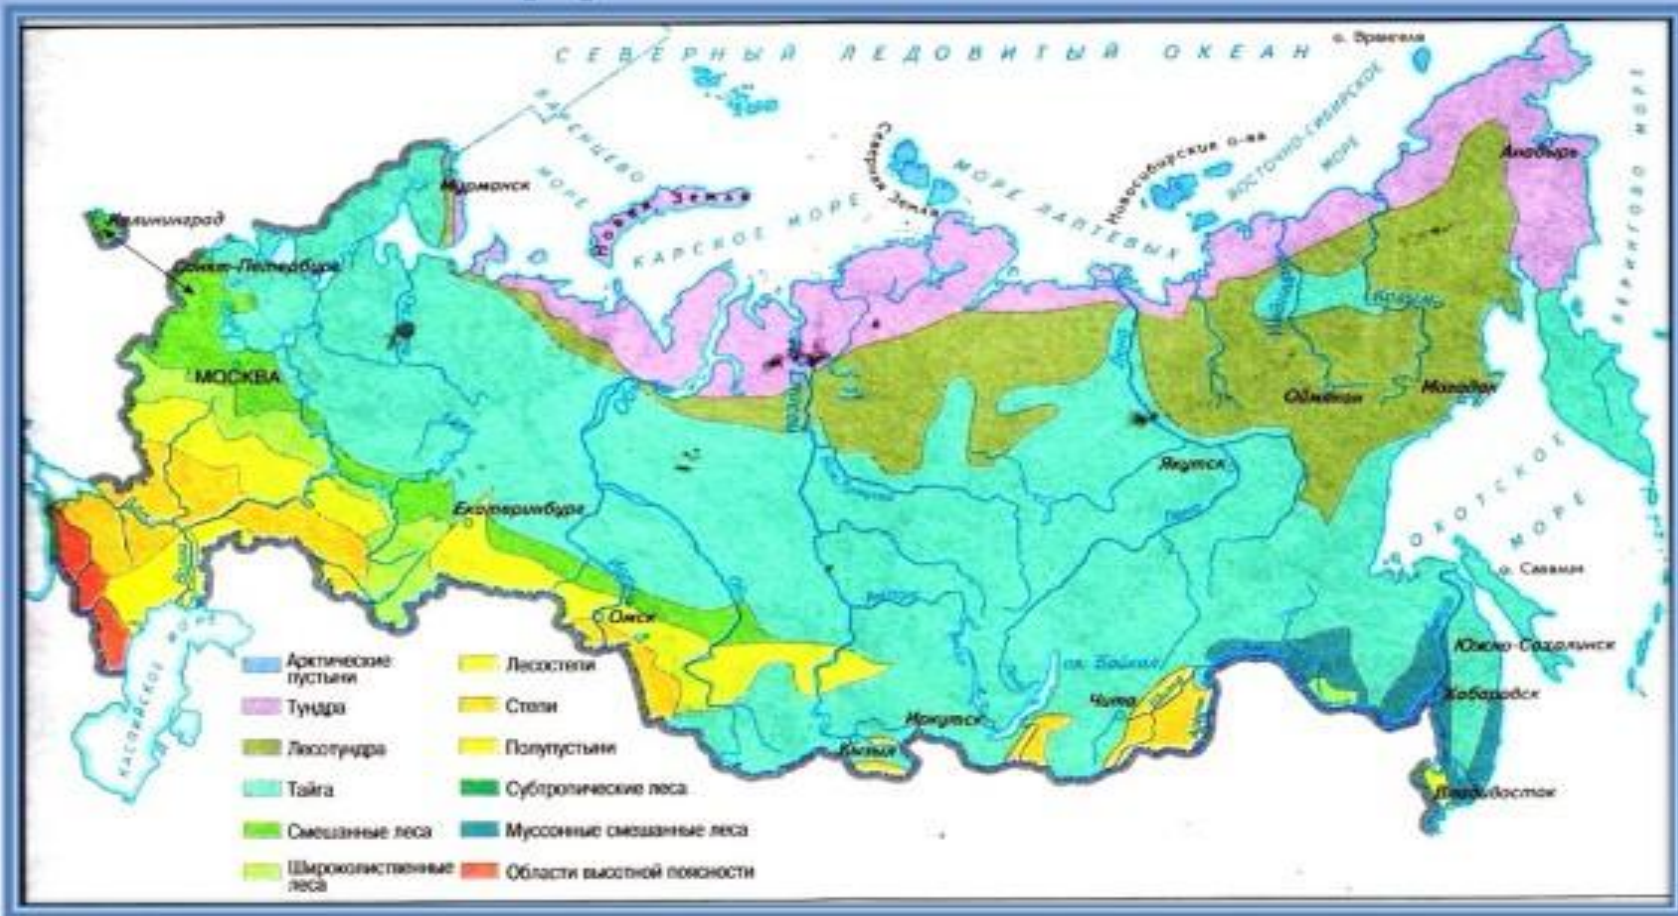 СЕВЕРНЫЙ ЛЕДОВИТЫЙ ОКЕАН
о. Врангеля
БАРЕНЦЕВО
МОРЕ
Северная Земля
МОРЕ ЛАПТЕВЫХ
Новосибирские о-ва
ВОСТОЧНО-СИБИРСКОЕ
МОРЕ
БЕРИНГОВО МОРЕ
Анадырь
Мурманск
Новая Земля
КАРСКОЕ МОРЕ
Калининград
Санкт-Петербург
МОСКВА
Обь
Колыма
Оймякон
Магадан
Якутск
Лена
Екатеринбург
ОХОТСКОЕ
МОРЕ
о. Сахалин
Омск
Южно-Сахалинск
оз. Байкал
Хабаровск
Чита
Иркутск
Кызыл
Владивосток
КАСПИЙСКОЕ МОРЕ
Арктические
пустыни
Тундра
Лесотундра
Тайга
Смешанные леса
Широколиственные
леса
Лесостепи
Степи
Полупустыни
Субтропические леса
Муссонные смешанные леса
Области высотной поясности